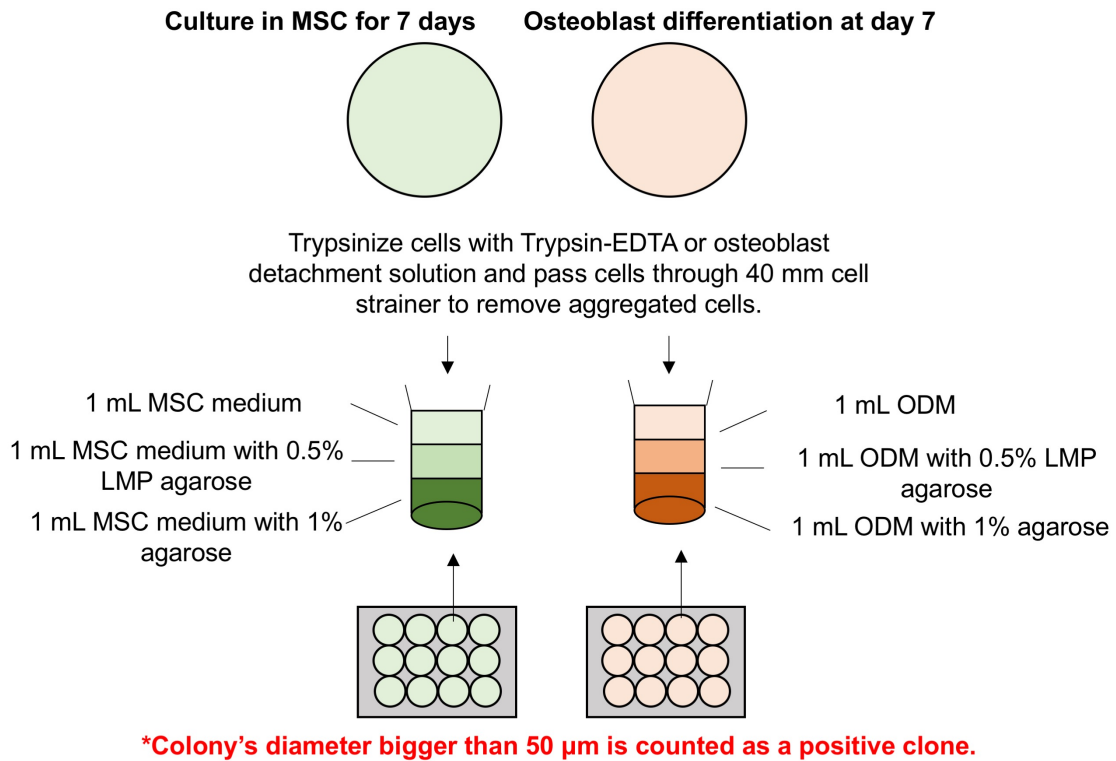 Culture in MSC for 7 days
Osteoblast differentiation at day 7
Trypsinize cells with Trypsin-EDTA or osteoblast
detachment solution and pass cells through 40 mm cell
strainer to remove aggregated cells.
1 mL MSC medium
1 mL MSC medium with 0.5%
LMP agarose
1 mL MSC medium with 1%
agarose
1 mL ODM
1 mL ODM with 0.5% LMP
agarose
1 mL ODM with 1% agarose
*Colony's diameter bigger than 50 μm is counted as a positive clone.